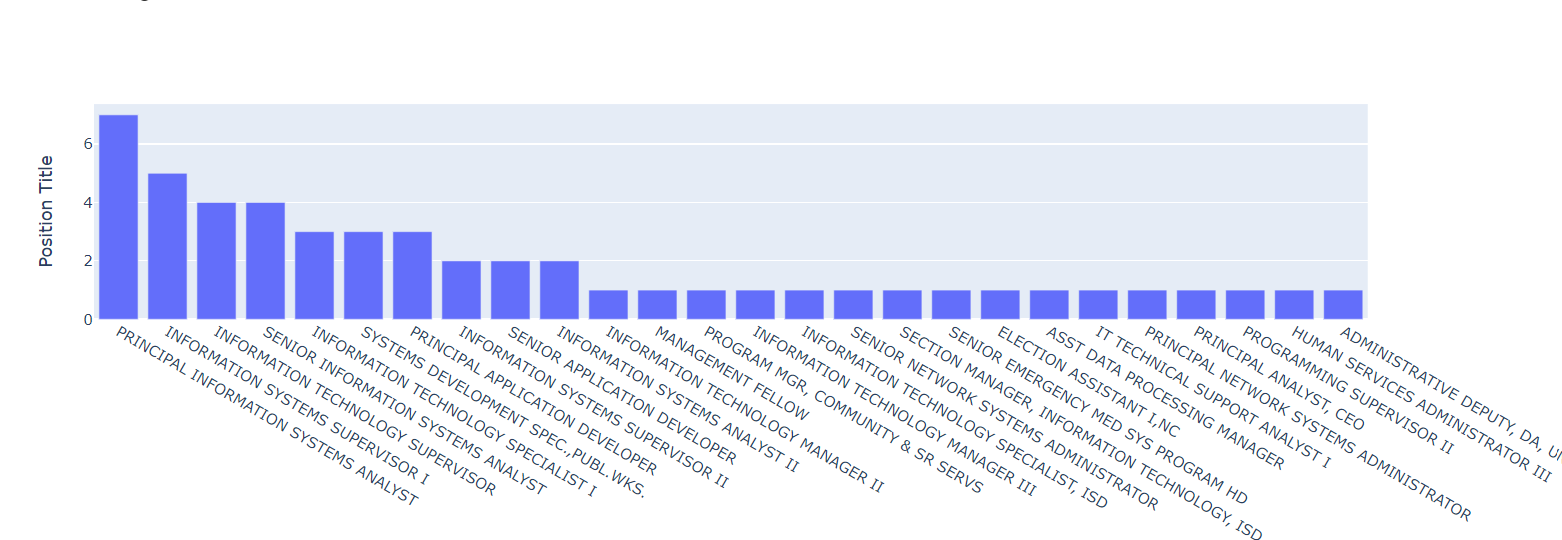 Position Title
6
4
2
0
PRINCIPAL INFORMATION SYSTEMS ANALYST
INFORMATION SYSTEMS SUPERVISOR I
INFORMATION TECHNOLOGY SUPERVISOR
SENIOR INFORMATION SYSTEMS ANALYST
INFORMATION TECHNOLOGY SPECIALIST I
SYSTEMS DEVELOPMENT SPEC.,PUBL.WKS.
PRINCIPAL APPLICATION DEVELOPER
INFORMATION SYSTEMS SUPERVISOR II
SENIOR APPLICATION DEVELOPER
INFORMATION SYSTEMS ANALYST II
INFORMATION TECHNOLOGY MANAGER II
MANAGEMENT FELLOW
PROGRAM MGR, COMMUNITY & SR SERVS
INFORMATION TECHNOLOGY MANAGER III
INFORMATION TECHNOLOGY SPECIALIST, ISD
SENIOR NETWORK SYSTEMS ADMINISTRATOR
SECTION MANAGER, INFORMATION TECHNOLOGY, ISD
SENIOR EMERGENCY MED SYS PROGRAM HD
ELECTION ASSISTANT I,NC
ASST DATA PROCESSING MANAGER
IT TECHNICAL SUPPORT ANALYST I
PRINCIPAL NETWORK SYSTEMS ADMINISTRATOR
PRINCIPAL ANALYST, CEO
PROGRAMMING SUPERVISOR II
HUMAN SERVICES ADMINISTRATOR III
ADMINISTRATIVE DEPUTY, DA,